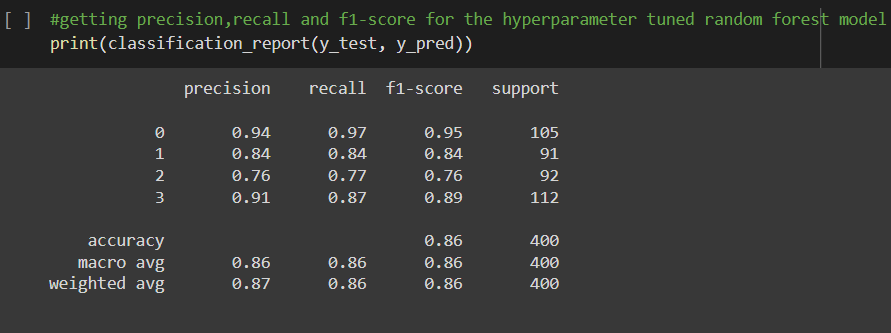 [ ] #getting precision,recall and f1-score for the hyperparameter tuned random forest model
print(classification_report(y_test, y_pred))
precision recall f1-score support
0 0.94 0.97 0.95 105
1 0.84 0.84 0.84 91
2 0.76 0.77 0.76 92
3 0.91 0.87 0.89 112
accuracy 0.86 400
macro avg 0.86 0.86 0.86 400
weighted avg 0.87 0.86 0.86 400